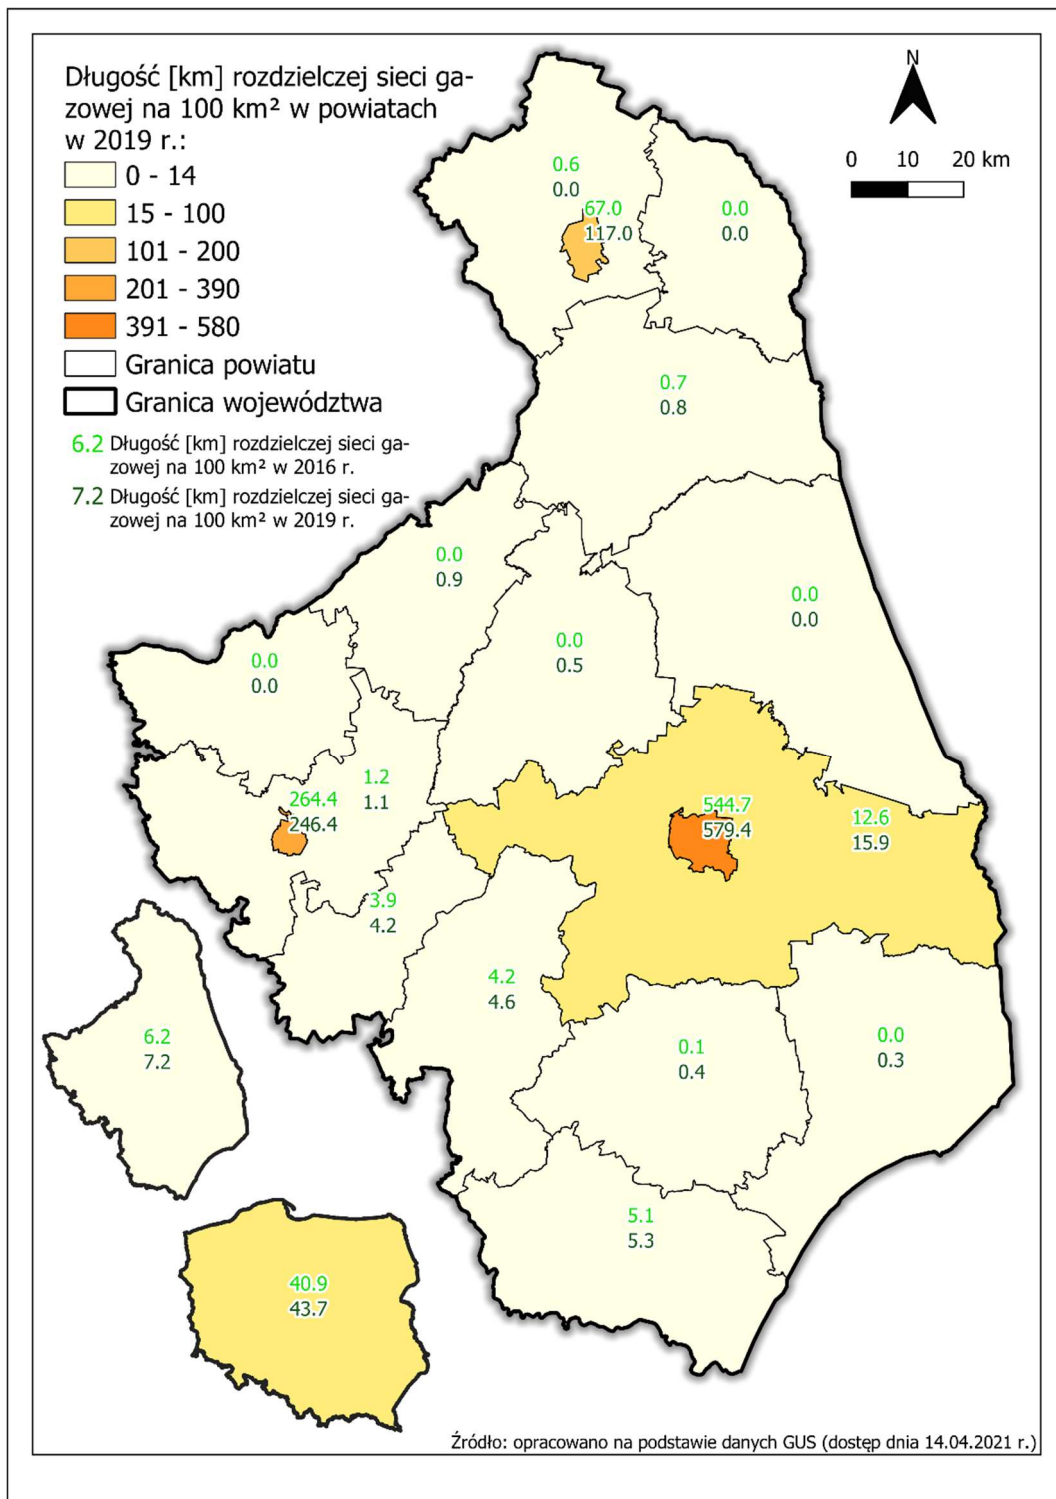 Długość [km] rozdzielczej sieci ga-
zowej na 100 km² w powiatach
w 2019 r.:
0 - 14
15 - 100
101 - 200
201 - 390
391 - 580
Granica powiatu
Granica województwa
6.2 Długość [km] rozdzielczej sieci ga-
zowej na 100 km² w 2016 r.
7.2 Długość [km] rozdzielczej sieci ga-
zowej na 100 km² w 2019 r.
N
0 10 20 km
0.6
0.0
67.0
117.0
0.0
0.0
0.7
0.8
0.0
0.9
0.0
0.5
0.0
0.0
0.0
0.0
1.2
1.1
264.4
246.4
544.7
579.4
12.6
15.9
3.9
4.2
4.2
4.6
0.1
0.4
0.0
0.3
5.1
5.3
6.2
7.2
40.9
43.7
Źródło: opracowano na podstawie danych GUS (dostęp dnia 14.04.2021 r.)